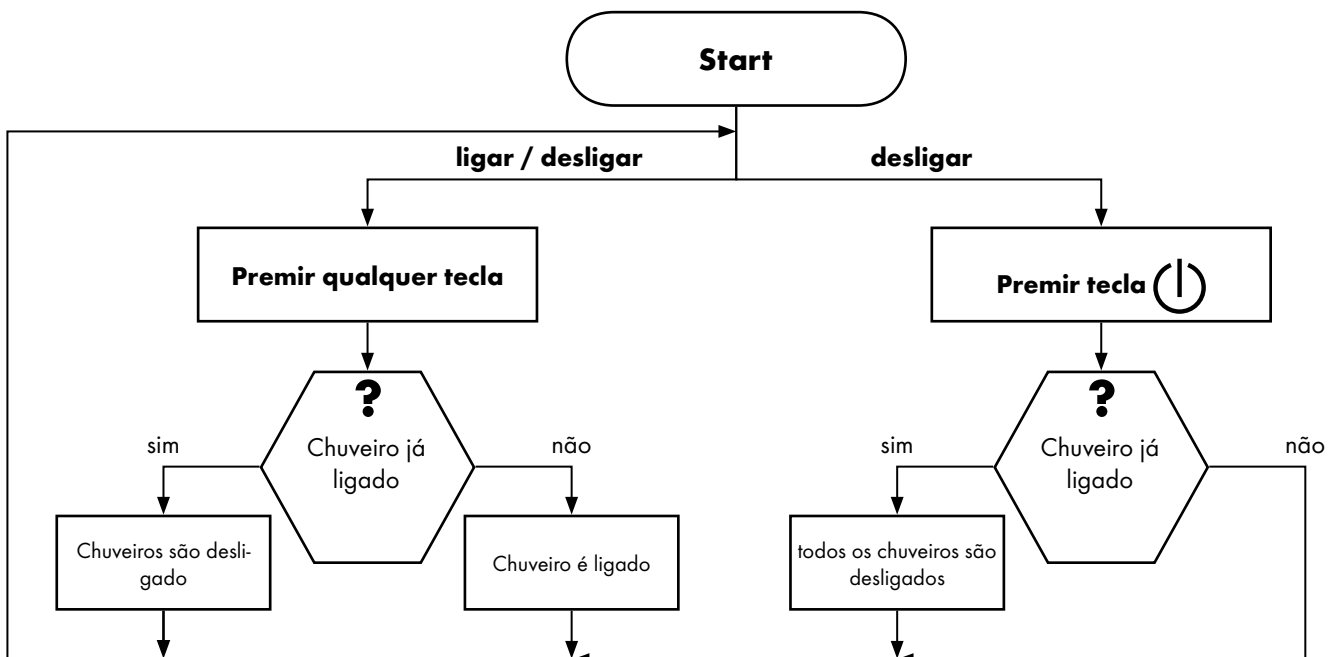 Start
ligar / desligar
desligar
Premir qualquer tecla
Premir tecla
?
Chuveiro já
ligado
sim
não
?
Chuveiro já
ligado
sim
não
Chuveiros são desli-
gado
Chuveiro é ligado
todos os chuveiros são
desligados